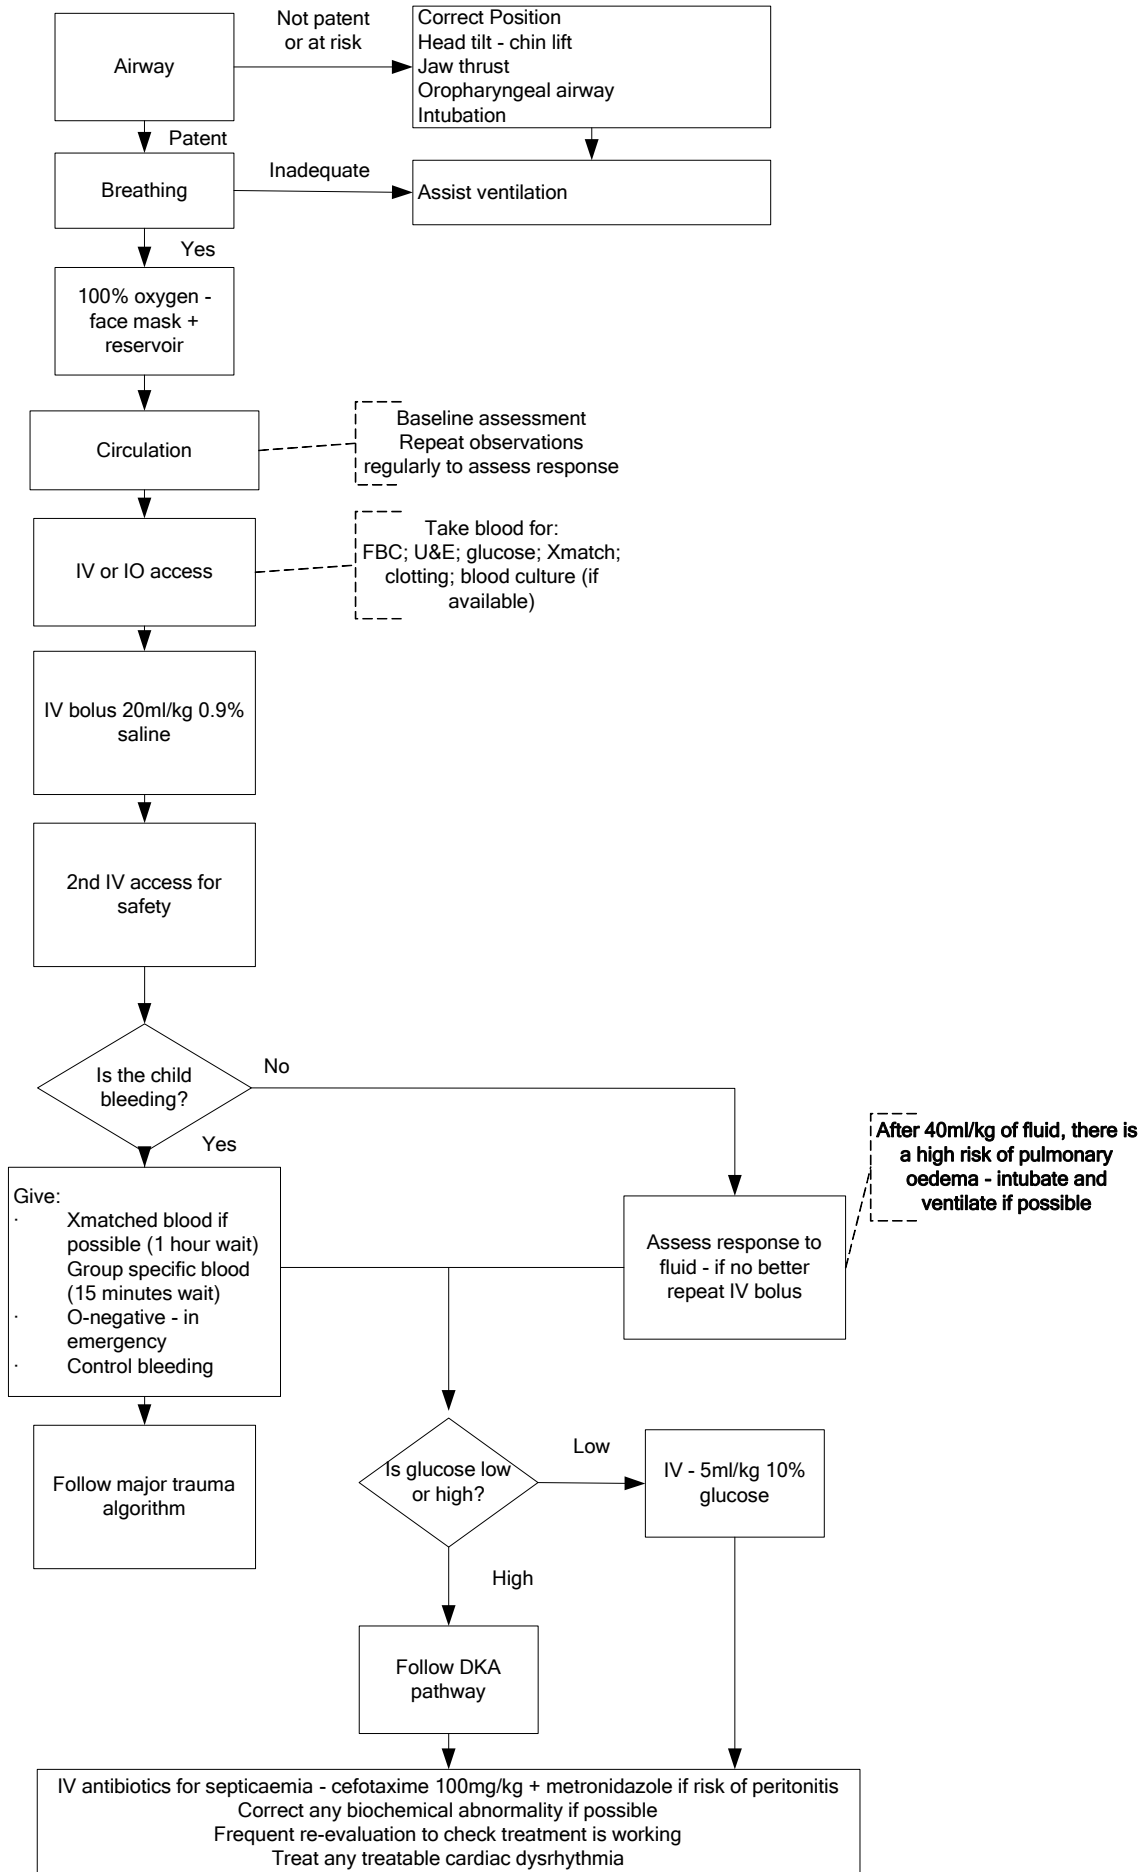 Airway
Not patent
or at risk
Correct Position
Head tilt - chin lift
Jaw thrust
Oropharyngeal airway
Intubation
Patent
Breathing
Inadequate
Assist ventilation
Yes
100% oxygen -
face mask +
reservoir
Circulation
Baseline assessment
Repeat observations
regularly to assess response
IV or IO access
Take blood for:
FBC; U&E; glucose; Xmatch;
clotting; blood culture (if
available)
IV bolus 20ml/kg 0.9%
saline
2nd IV access for
safety
Is the child
bleeding?
No
Yes
After 40ml/kg of fluid, there is
a high risk of pulmonary
oedema - intubate and
ventilate if possible
Give:
· Xmatched blood if
possible (1 hour wait)
Group specific blood
(15 minutes wait)
· O-negative - in
emergency
· Control bleeding
Assess response to
fluid - if no better
repeat IV bolus
Follow major trauma
algorithm
Is glucose low
or high?
Low
IV - 5ml/kg 10%
glucose
High
Follow DKA
pathway
IV antibiotics for septicaemia - cefotaxime 100mg/kg + metronidazole if risk of peritonitis
Correct any biochemical abnormality if possible
Frequent re-evaluation to check treatment is working
Treat any treatable cardiac dysrhythmia